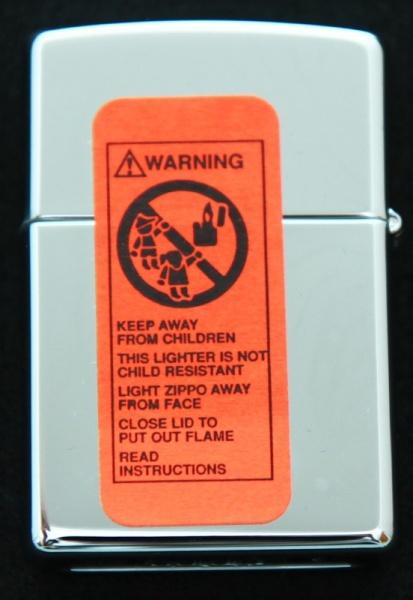 WARNING
KEEP AWAY
FROM CHILDREN
THIS LIGHTER IS NOT
CHILD RESISTANT
LIGHT ZIPPO AWAY
FROM FACE
CLOSE LID TO
PUT OUT FLAME
READ
INSTRUCTIONS